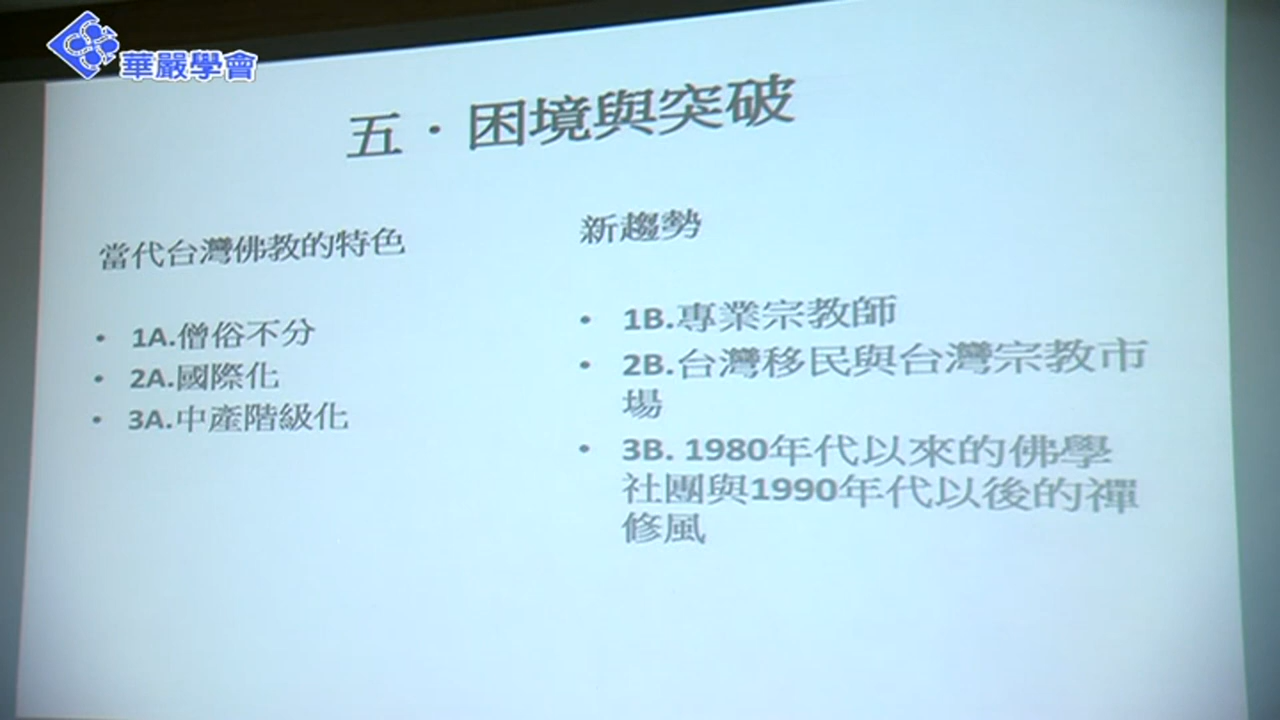 華嚴學會
五·困境與突破
當代台灣佛教的特色
• 1A.僧俗不分
• 2A.國際化
• 3A.中產階級化
新趨勢
• 1B.專業宗教師
• 2B.台灣移民與台灣宗教市
場
• 3B. 1980年代以來的佛學
社團與1990年代以後的禪
修風